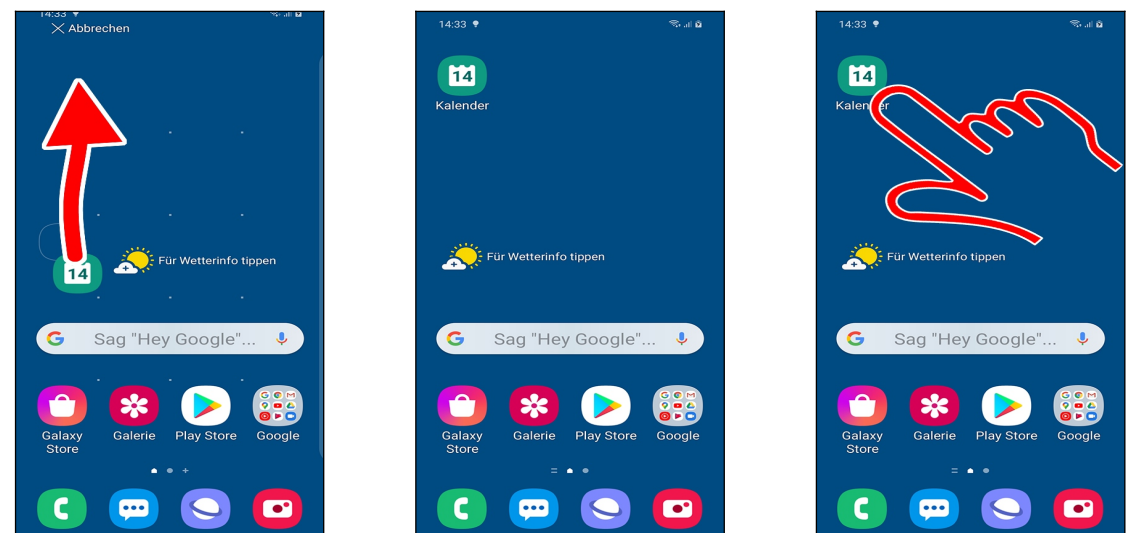 14:33
Abbrechen
14
Für Wetterinfo tippen
G Sag "Hey Google"...
Galaxy Store
Galerie
Play Store
Google
14:33
14
Kalender
Für Wetterinfo tippen
G Sag "Hey Google"...
Galaxy Store
Galerie
Play Store
Google
14:33
14
Kalender
Für Wetterinfo tippen
G Sag "Hey Google"...
Galaxy Store
Galerie
Play Store
Google